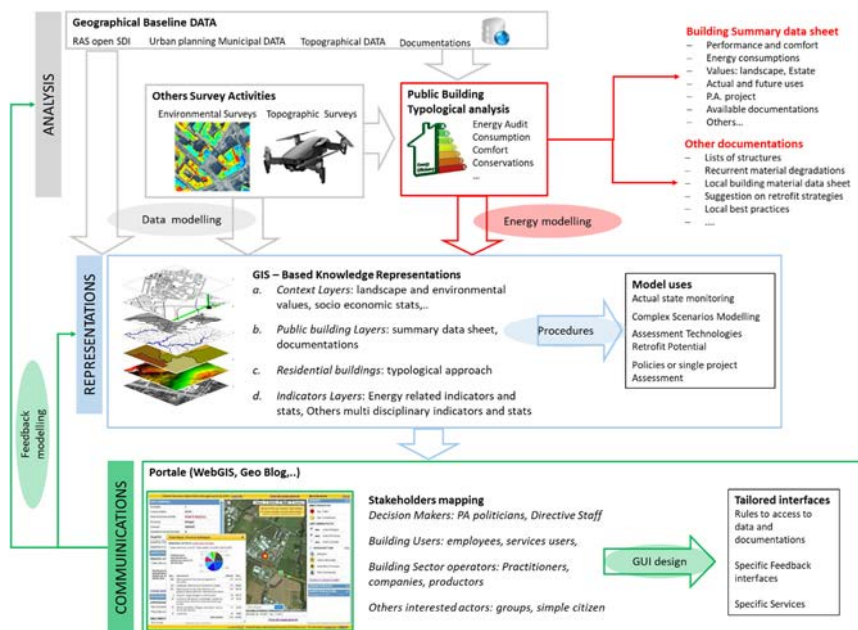 Geographical Baseline DATA
RAS open SDI Urban planning Municipal DATA Topographical DATA Documentations
ANALYSIS
Others Survey Activities
Environmental Surveys Topographic Surveys
Public Building
Typological analysis
Energy Audit
Consumption
Comfort
Conservations
...
Building Summary data sheet
– Performance and comfort
– Energy consumptions
– Values: landscape, Estate
– Actual and future uses
– P.A. project
– Available documentations
– Others...
Other documentations
– Lists of structures
– Recurrent material degradations
– Local building material data sheet
– Suggestion on retrofit strategies
– Local best practices
– ....
Data modelling
Energy modelling
REPRESENTATIONS
GIS – Based Knowledge Representations
a. Context Layers: landscape and environmental
values, socio economic stats,..
b. Public building Layers: summary data sheet,
documentations
c. Residential buildings: typological approach
d. Indicators Layers: Energy related indicators and
stats, Others multi disciplinary indicators and stats
Procedures
Model uses
Actual state monitoring
Complex Scenarios Modelling
Assessment Technologies
Retrofit Potential
Policies or single project
Assessment
Feedback
modelling
COMMUNICATIONS
Portale (WebGIS, Geo Blog,..)
Stakeholders mapping
Decision Makers: PA politicians, Directive Staff
Building Users: employees, services users,
Building Sector operators: Practitioners,
companies, productors
Others interested actors: groups, simple citizen
GUI design
Tailored interfaces
Rules to access to
data and
documentations
Specific Feedback
interfaces
Specific Services